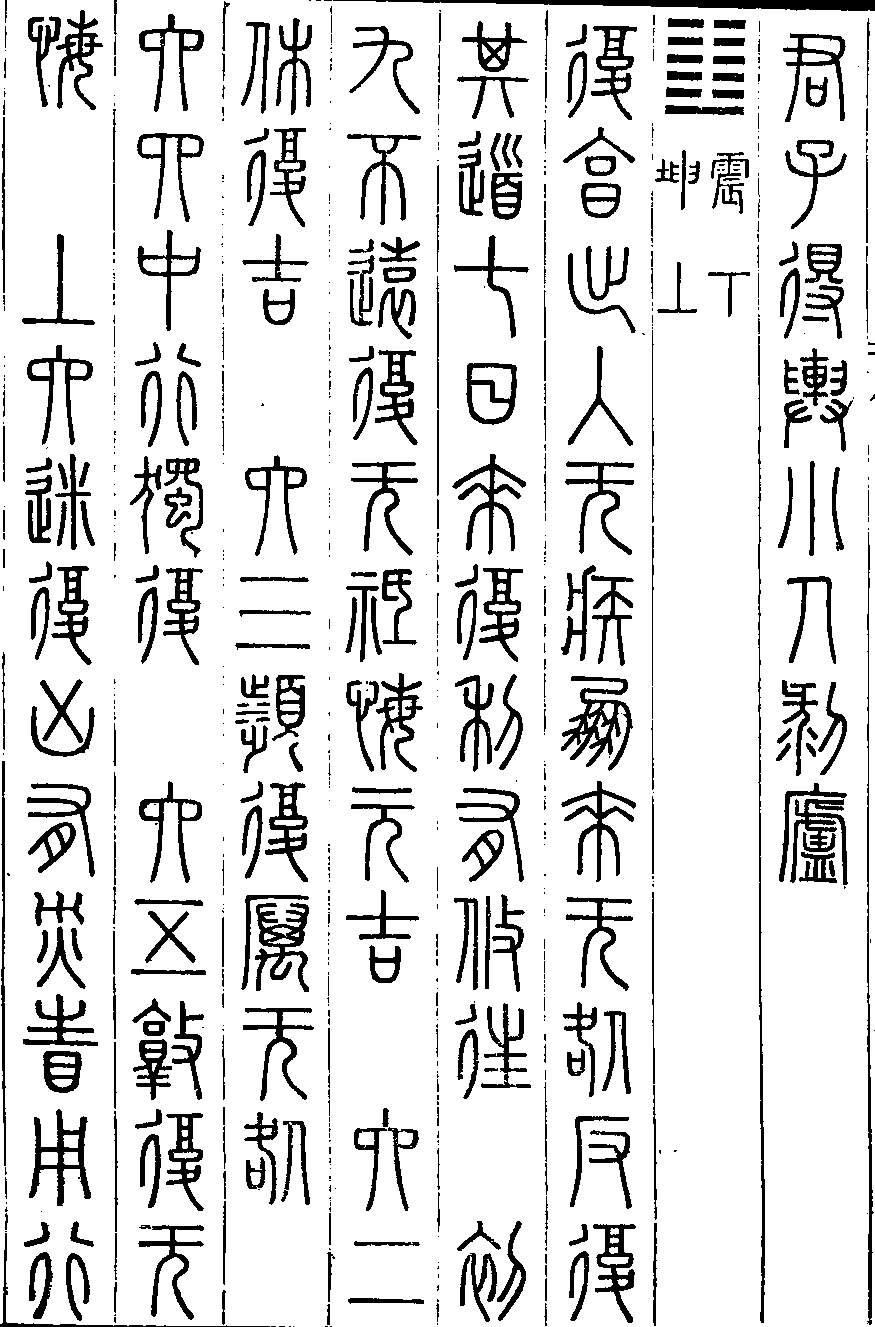 君子得輿小人剝廬
䷗ 震下坤上
復亨出入无疾朋來无咎反復
其道七日來復利有攸往 初
九不遠復无祗悔元吉 六二
休復吉 六三頻復厲无咎
六四中行獨復 六五敦復无
悔 上六迷復凶有災眚用行